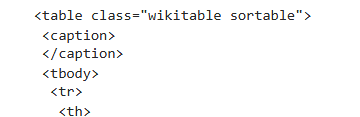 <table class="wikitable sortable">
<caption>
</caption>
<tbody>
<tr>
<th>